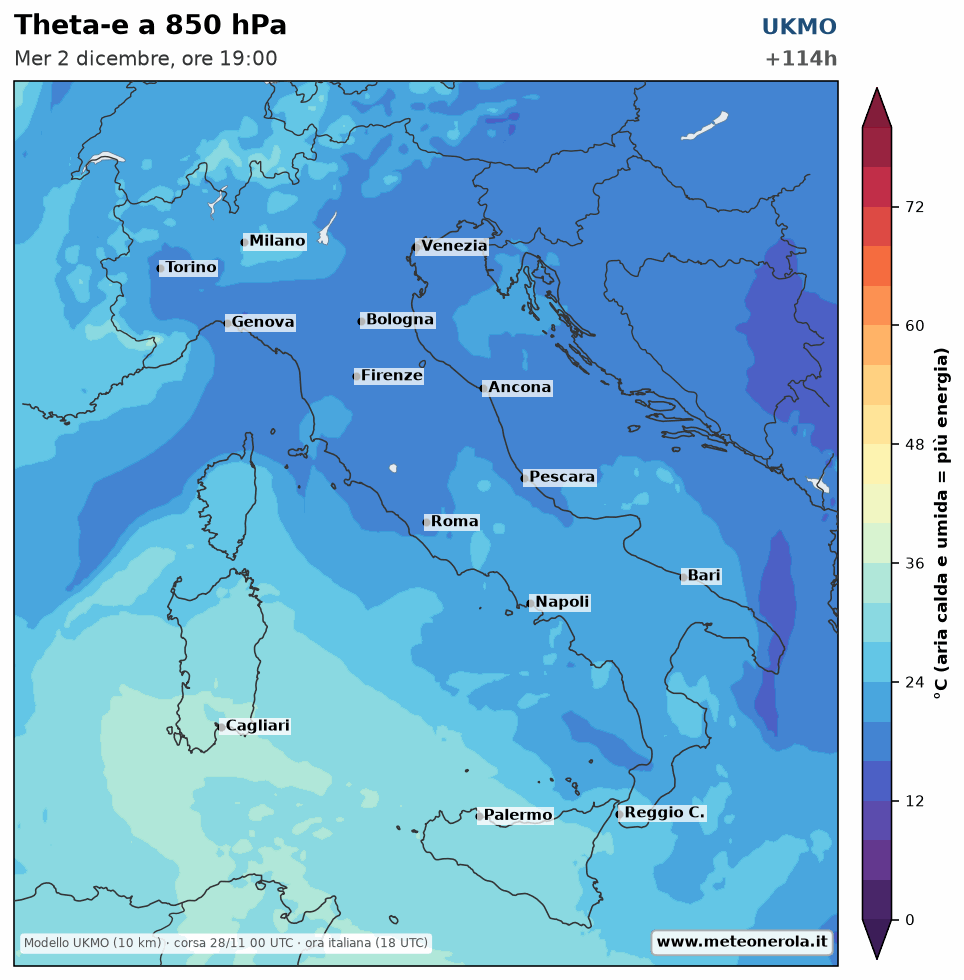 Theta-e a 850 hPa
UKMO
Mer 2 dicembre, ore 19:00
+114h
Milano
Venezia
Torino
Genova
Bologna
Firenze
Ancona
Pescara
Roma
Bari
Napoli
Cagliari
Palermo
Reggio C.
72
60
48
36
24
12
0
°C (aria calda e umida = più energia)
Modello UKMO (10 km) · corsa 28/11 00 UTC · ora italiana (18 UTC)
www.meteonerola.it